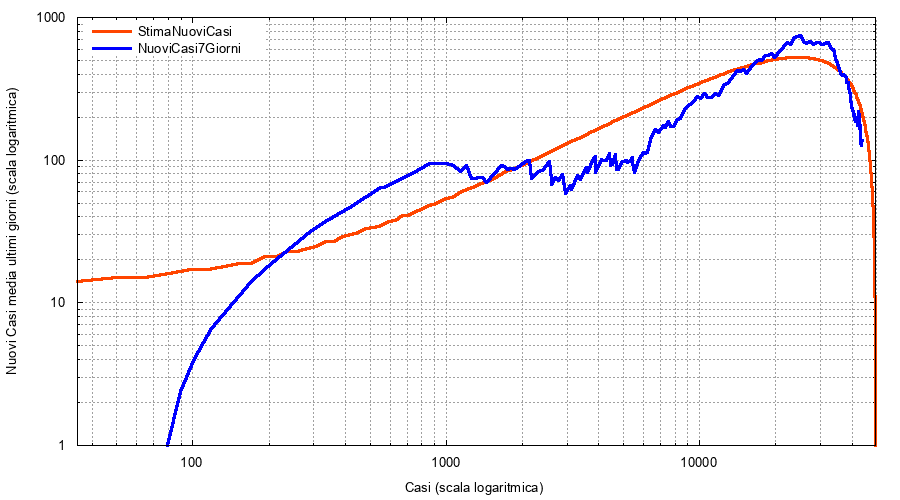 1000
100
10
1
StimaNuoviCasi
NuoviCasi7Giorni
Nuovi Casi media ultimi giorni (scala logaritmica)
100
1000
10000
Casi (scala logaritmica)